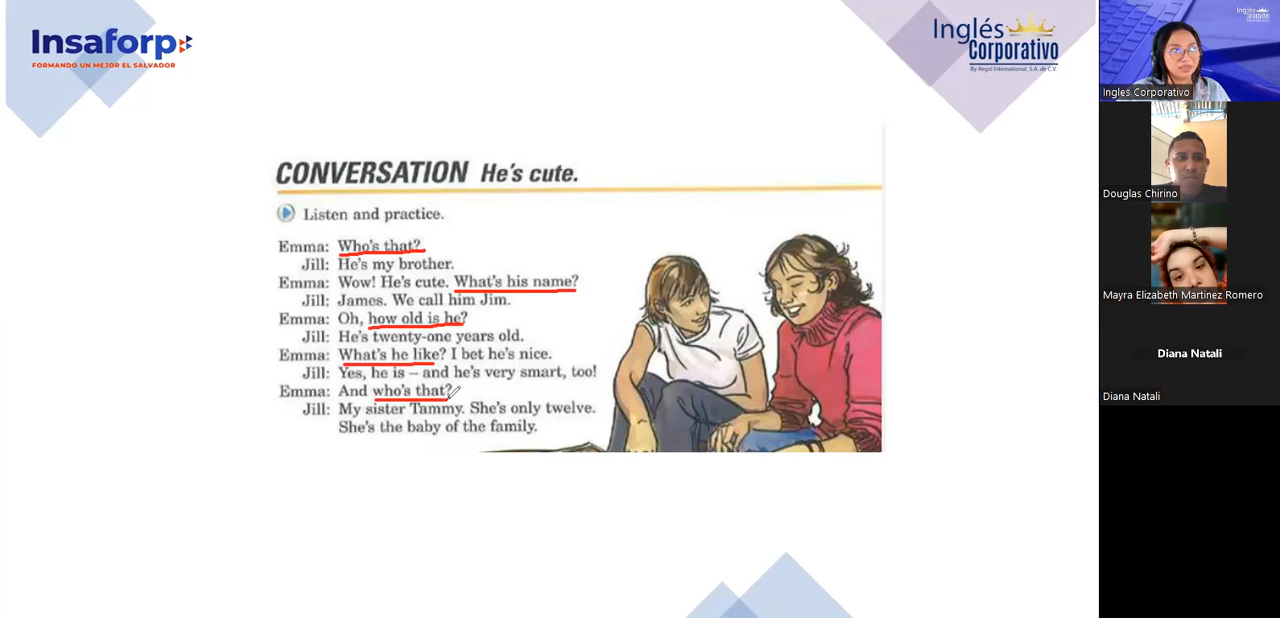 Insaforp
FORMANDO UN MEJOR EL SALVADOR
Inglés
Corporativo
By Regal International, S.A. de C.V.
CONVERSATION He's cute.
Listen and practice.
Emma: Who's that?
Jill: He's my brother.
Emma: Wow! He's cute. What's his name?
Jill: James. We call him Jim.
Emma: Oh, how old is he?
Jill: He's twenty-one years old.
Emma: What's he like? I bet he's nice.
Jill: Yes, he is – and he's very smart, too!
Emma: And who's that?
Jill: My sister Tammy. She's only twelve.
She's the baby of the family.
Inglés
Ingles Corporativo
Douglas Chirino
Mayra Elizabeth Martinez Romero
Diana Natali
Diana Natali